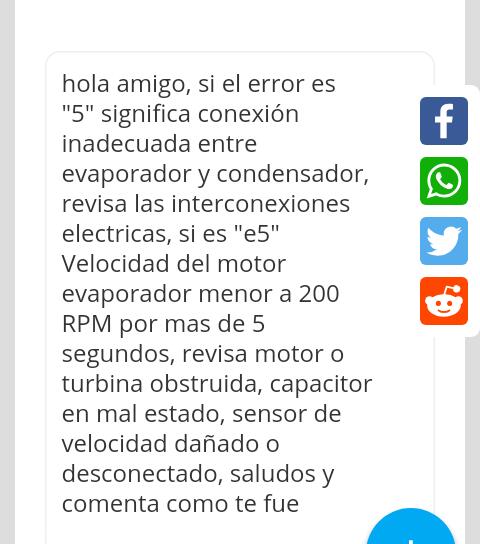 hola amigo, si el error es
"5" significa conexión
inadecuada entre
evaporador y condensador,
revisa las interconexiones
electricas, si es "e5"
Velocidad del motor
evaporador menor a 200
RPM por mas de 5
segundos, revisa motor o
turbina obstruida, capacitor
en mal estado, sensor de
velocidad dañado o
desconectado, saludos y
comenta como te fue